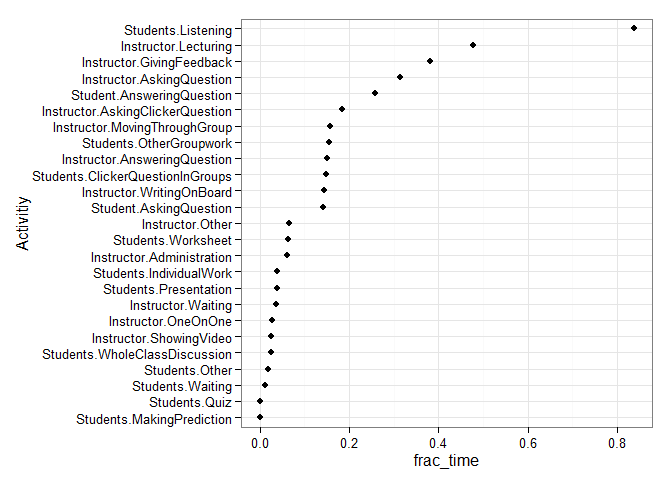 Students.Listening
Instructor.Lecturing
Instructor.GivingFeedback
Instructor.AskingQuestion
Student.AnsweringQuestion
Instructor.AskingClickerQuestion
Instructor.MovingThroughGroup
Students.OtherGroupwork
Instructor.AnsweringQuestion
Students.ClickerQuestionInGroups
Instructor.WritingOnBoard
Student.AskingQuestion
Instructor.Other
Students.Worksheet
Instructor.Administration
Students.IndividualWork
Students.Presentation
Instructor.Waiting
Instructor.OneOnOne
Instructor.ShowingVideo
Students.WholeClassDiscussion
Students.Other
Students.Waiting
Students.Quiz
Students.MakingPrediction
Activitiy
0.0 0.2 0.4 0.6 0.8
frac_time